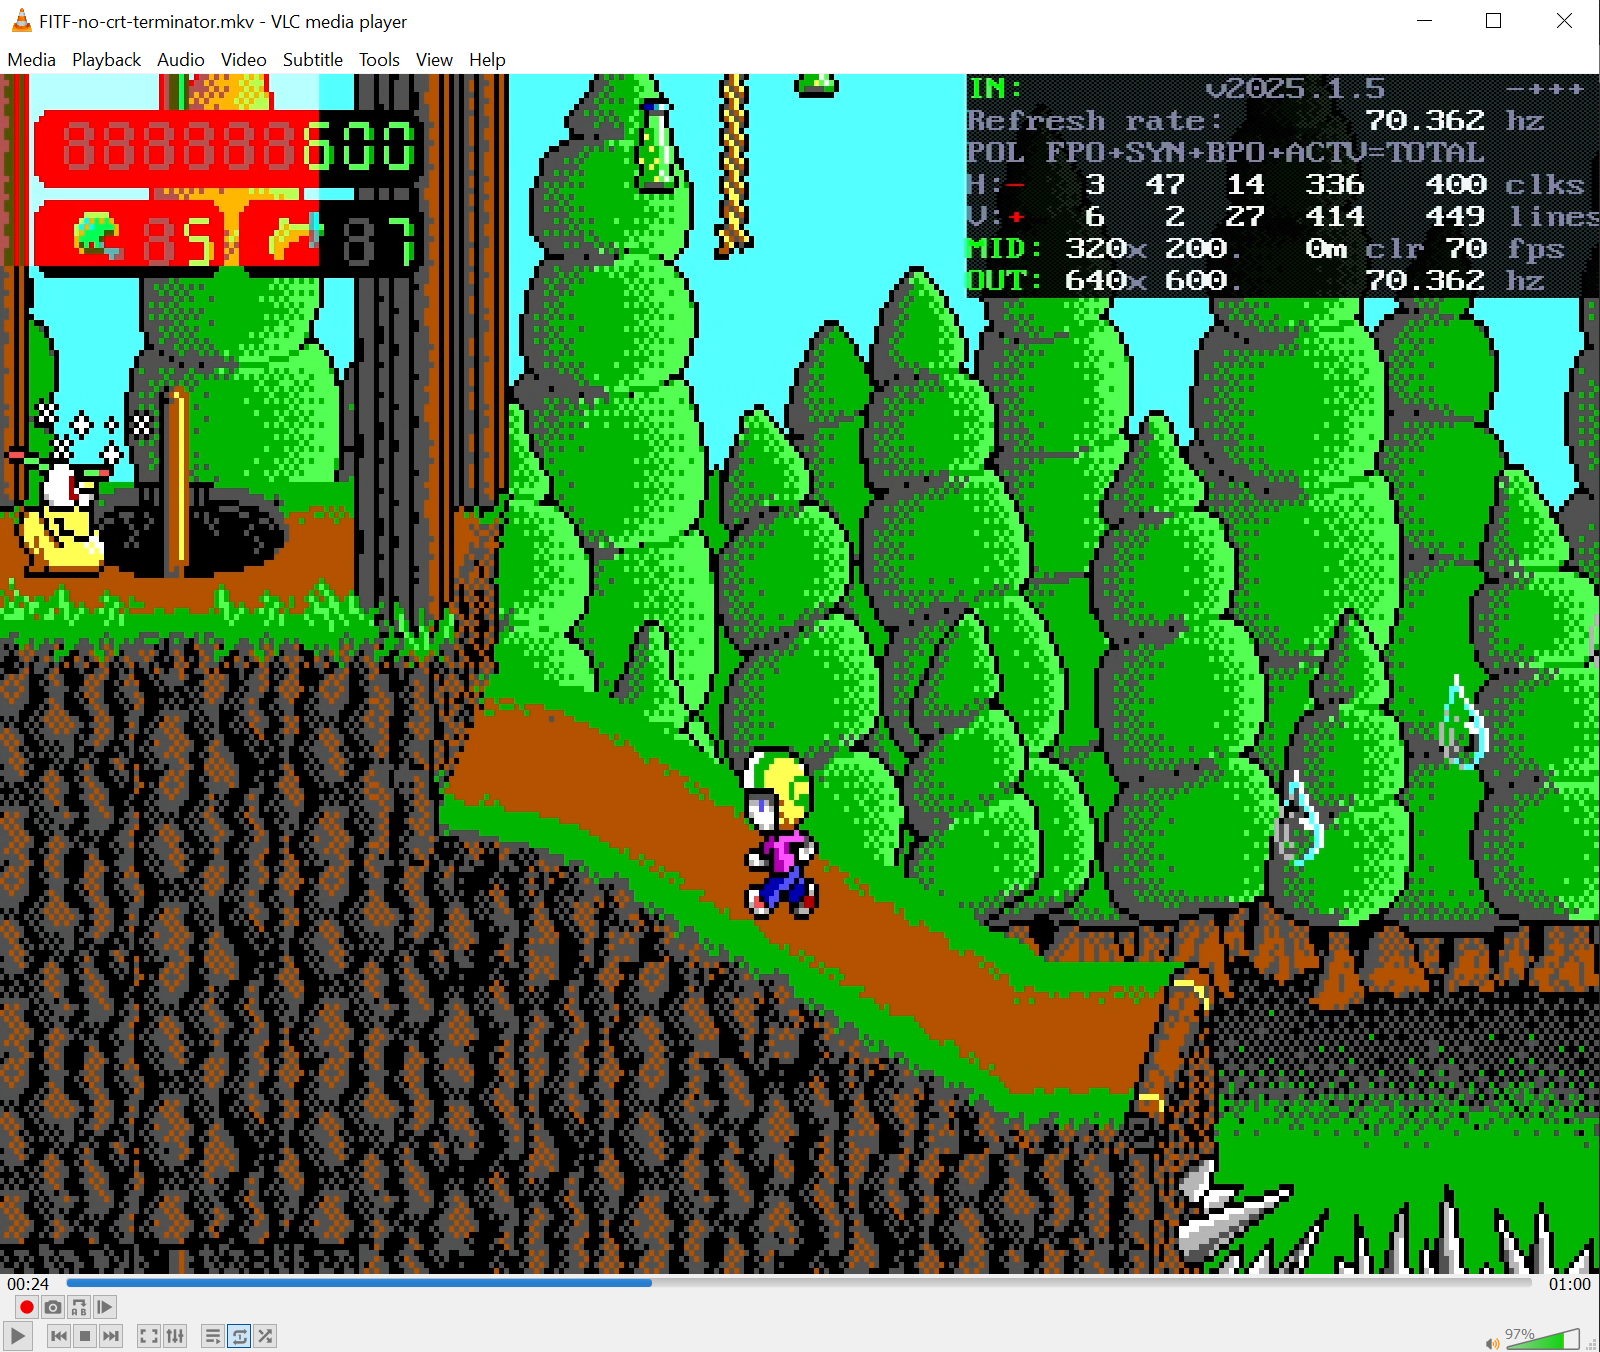 FITF-no-crt-terminator.mkv - VLC media player
Media Playback Audio Video Subtitle Tools View Help
IN: v2025.1.5 -+++
Refresh rate: 70.362 hz
POL FPO+SYN+BPO+ACTV=TOTAL
H:- 3 47 14 336 400 clks
V:+ 6 2 27 414 449 lines
MID: 320x 200. 0m clr 70 fps
OUT: 640x 600. 70.362 hz
600
5 7
00:24 01:00
97%